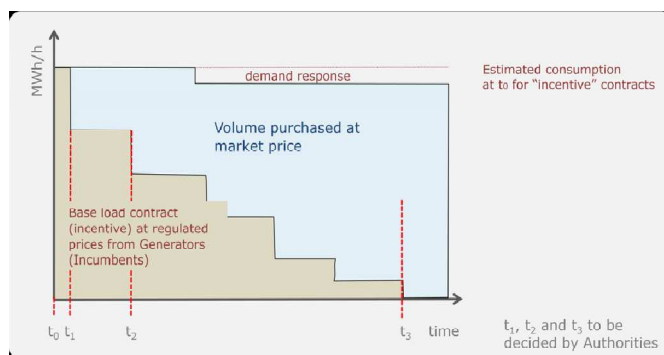 MWh/h
demand response
Estimated consumption
at t₀ for "incentive" contracts
Volume purchased at
market price
Base load contract
(incentive) at regulated
prices from Generators
(Incumbents)
t₀ t₁ t₂ t₃ time
t₁, t₂ and t₃ to be
decided by Authorities